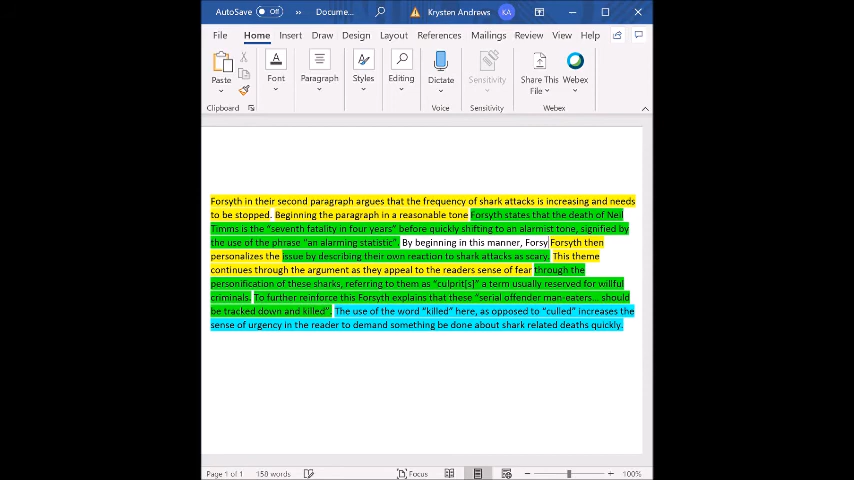 AutoSave Off » Docume... Krysten Andrews KA
File Home Insert Draw Design Layout References Mailings Review View Help
Paste Font Paragraph Styles Editing Dictate Sensitivity Share This File Webex
Clipboard Voice Sensitivity Webex
Forsyth in their second paragraph argues that the frequency of shark attacks is increasing and needs
to be stopped. Beginning the paragraph in a reasonable tone Forsyth states that the death of Neil
Timms is the “seventh fatality in four years” before quickly shifting to an alarmist tone, signified by
the use of the phrase “an alarming statistic”. By beginning in this manner, Forsy Forsyth then
personalizes the issue by describing their own reaction to shark attacks as scary. This theme
continues through the argument as they appeal to the readers sense of fear through the
personification of these sharks, referring to them as “culprit[s]” a term usually reserved for willful
criminals. To further reinforce this Forsyth explains that these “serial offender man-eaters... should
be tracked down and killed”. The use of the word “killed” here, as opposed to “culled” increases the
sense of urgency in the reader to demand something be done about shark related deaths quickly.
Page 1 of 1 158 words Focus 100%